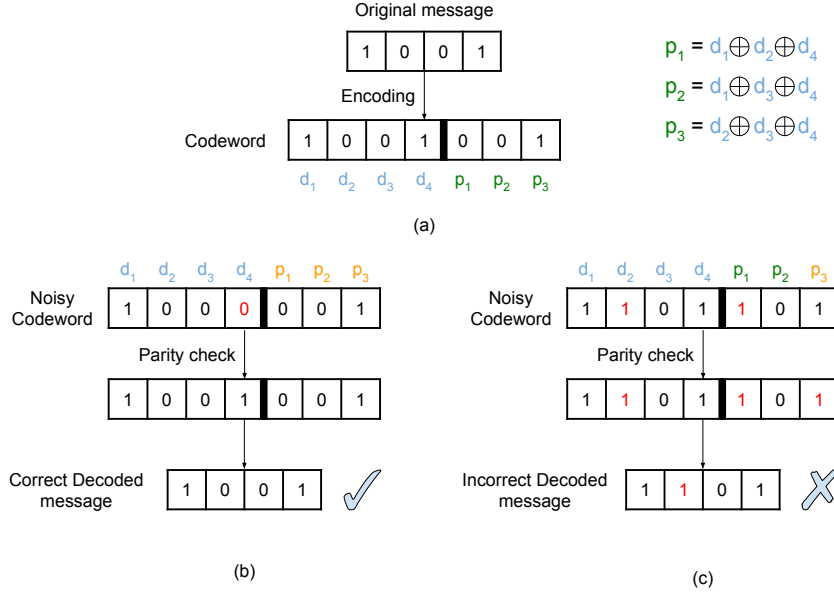 Original message
1 0 0 1
Encoding
Codeword
1 0 0 1 0 0 1
d1 d2 d3 d4 p1 p2 p3
(a)
p1 = d1⊕d2⊕d4
p2 = d1⊕d3⊕d4
p3 = d2⊕d3⊕d4
d1 d2 d3 d4 p1 p2 p3
Noisy
Codeword
1 0 0 0 0 0 1
Parity check
1 0 0 1 0 0 1
Correct Decoded
message
1 0 0 1
(b)
d1 d2 d3 d4 p1 p2 p3
Noisy
Codeword
1 1 0 1 1 0 1
Parity check
1 1 0 1 1 0 1
Incorrect Decoded
message
1 1 0 1
(c)